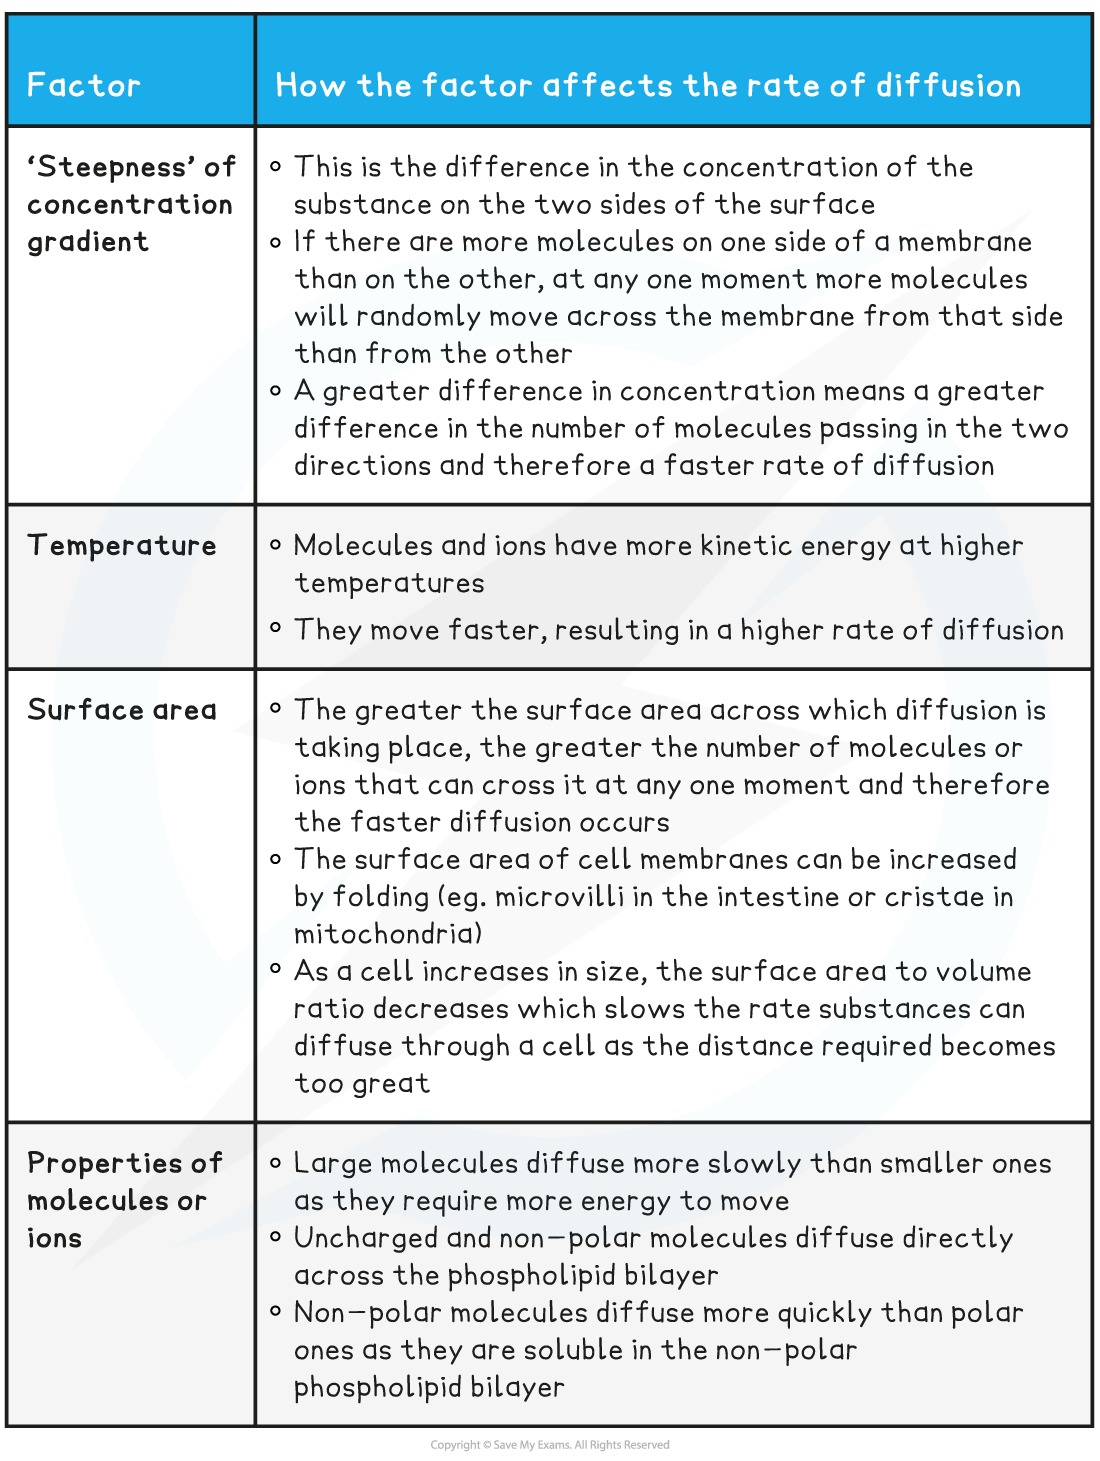 Factor
How the factor affects the rate of diffusion
‘Steepness’ of
concentration
gradient
This is the difference in the concentration of the
substance on the two sides of the surface
If there are more molecules on one side of a membrane
than on the other, at any one moment more molecules
will randomly move across the membrane from that side
than from the other
A greater difference in concentration means a greater
difference in the number of molecules passing in the two
directions and therefore a faster rate of diffusion
Temperature
Molecules and ions have more kinetic energy at higher
temperatures
They move faster, resulting in a higher rate of diffusion
Surface area
The greater the surface area across which diffusion is
taking place, the greater the number of molecules or
ions that can cross it at any one moment and therefore
the faster diffusion occurs
The surface area of cell membranes can be increased
by folding (eg. microvilli in the intestine or cristae in
mitochondria)
As a cell increases in size, the surface area to volume
ratio decreases which slows the rate substances can
diffuse through a cell as the distance required becomes
too great
Properties of
molecules or
ions
Large molecules diffuse more slowly than smaller ones
as they require more energy to move
Uncharged and non–polar molecules diffuse directly
across the phospholipid bilayer
Non–polar molecules diffuse more quickly than polar
ones as they are soluble in the non–polar
phospholipid bilayer
Copyright © Save My Exams. All Rights Reserved